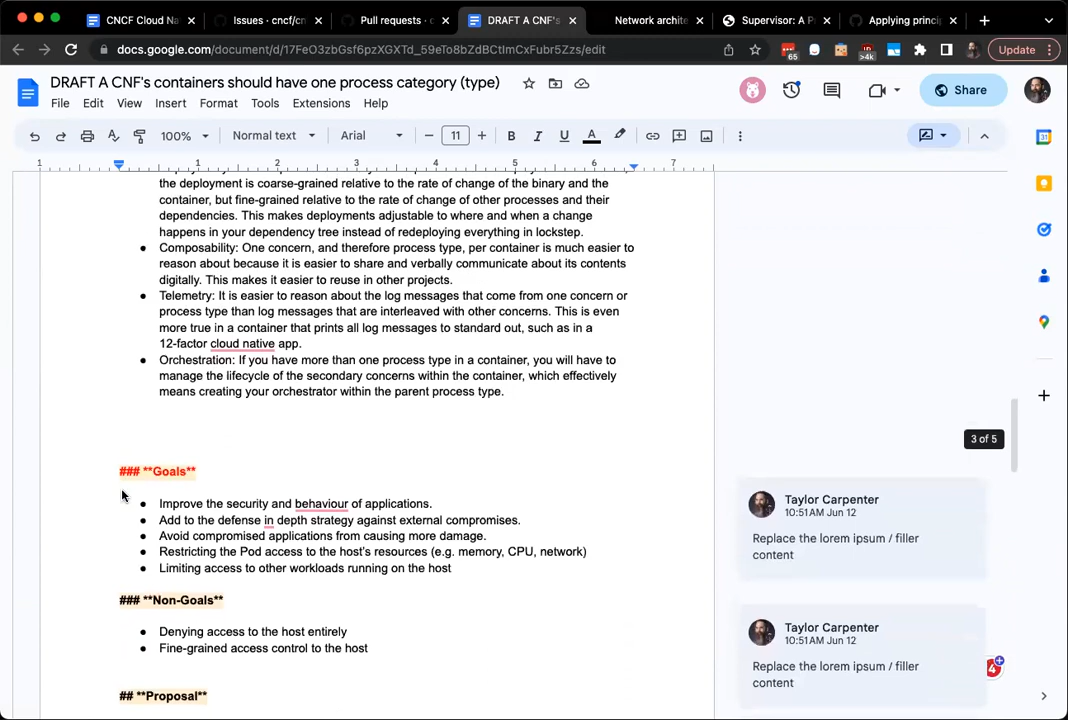 CNCF Cloud Na
Issues · cncf/cn
Pull requests · c
DRAFT A CNF's
Network archite
Supervisor: A P
Applying princip
docs.google.com/document/d/17FeO3zbGsf6pzXGXTd_59eTo8bZdBCtImCxFubr5Zzs/edit
65
>4k
Update
DRAFT A CNF's containers should have one process category (type)
File Edit View Insert Format Tools Extensions Help
Share
100% Normal text Arial 11 B I U A
1 1 2 3 4 5 6 7
the deployment is coarse-grained relative to the rate of change of the binary and the
container, but fine-grained relative to the rate of change of other processes and their
dependencies. This makes deployments adjustable to where and when a change
happens in your dependency tree instead of redeploying everything in lockstep.
● Composability: One concern, and therefore process type, per container is much easier to
reason about because it is easier to share and verbally communicate about its contents
digitally. This makes it easier to reuse in other projects.
● Telemetry: It is easier to reason about the log messages that come from one concern or
process type than log messages that are interleaved with other concerns. This is even
more true in a container that prints all log messages to standard out, such as in a
12-factor cloud native app.
● Orchestration: If you have more than one process type in a container, you will have to
manage the lifecycle of the secondary concerns within the container, which effectively
means creating your orchestrator within the parent process type.
3 of 5
### **Goals**
● Improve the security and behaviour of applications.
● Add to the defense in depth strategy against external compromises.
● Avoid compromised applications from causing more damage.
● Restricting the Pod access to the host's resources (e.g. memory, CPU, network)
● Limiting access to other workloads running on the host
### **Non-Goals**
● Denying access to the host entirely
● Fine-grained access control to the host
## **Proposal**
Taylor Carpenter
10:51 AM Jun 12
Replace the lorem ipsum / filler
content
Taylor Carpenter
10:51 AM Jun 12
Replace the lorem ipsum / filler
content
4